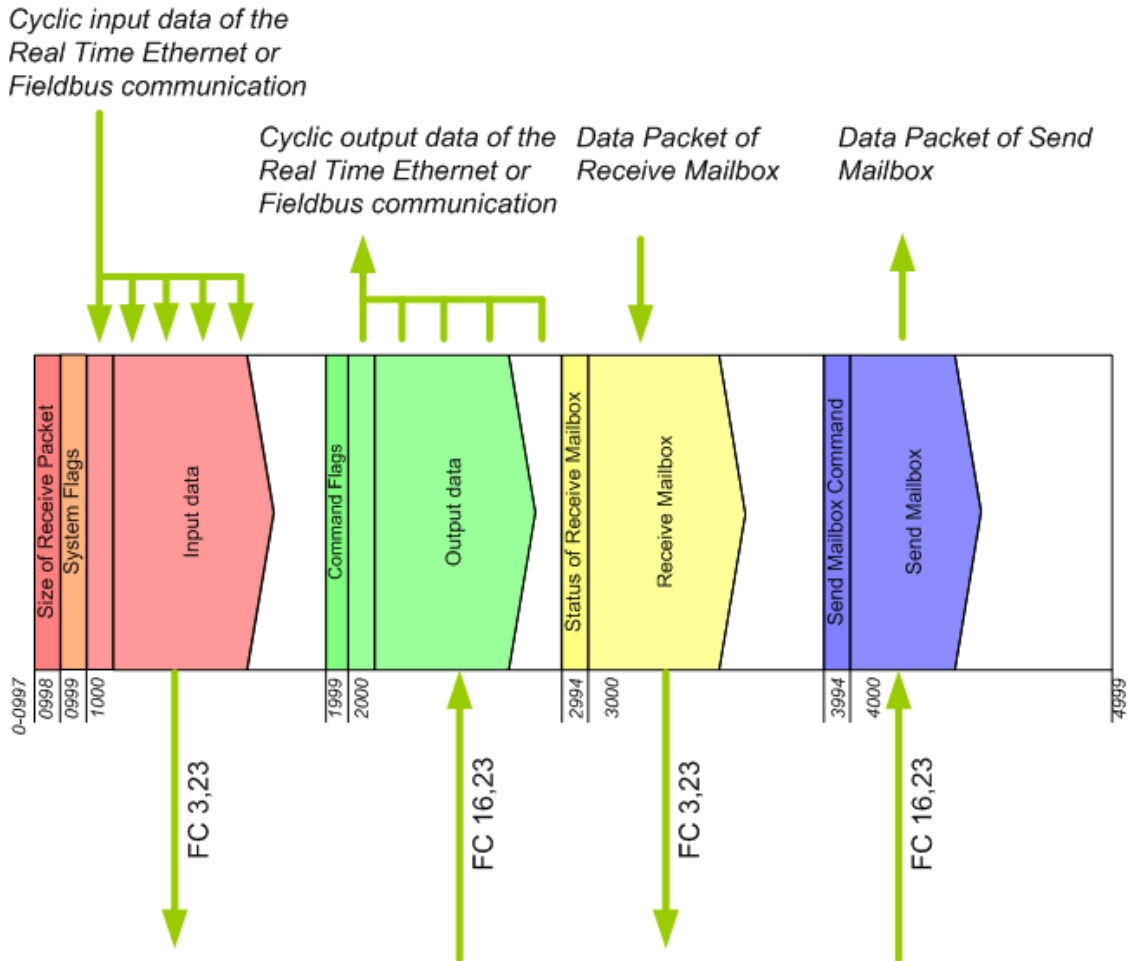 Cyclic input data of the
Real Time Ethernet or
Fieldbus communication
Cyclic output data of the
Real Time Ethernet or
Fieldbus communication
Data Packet of
Receive Mailbox
Data Packet of Send
Mailbox
Size of Receive Packet
System Flags
Input data
Command Flags
Output data
Status of Receive Mailbox
Receive Mailbox
Send Mailbox Command
Send Mailbox
0-0997
0998
0999
1000
1999
2000
2994
3000
3994
4000
4999
FC 3,23
FC 16,23
FC 3,23
FC 16,23